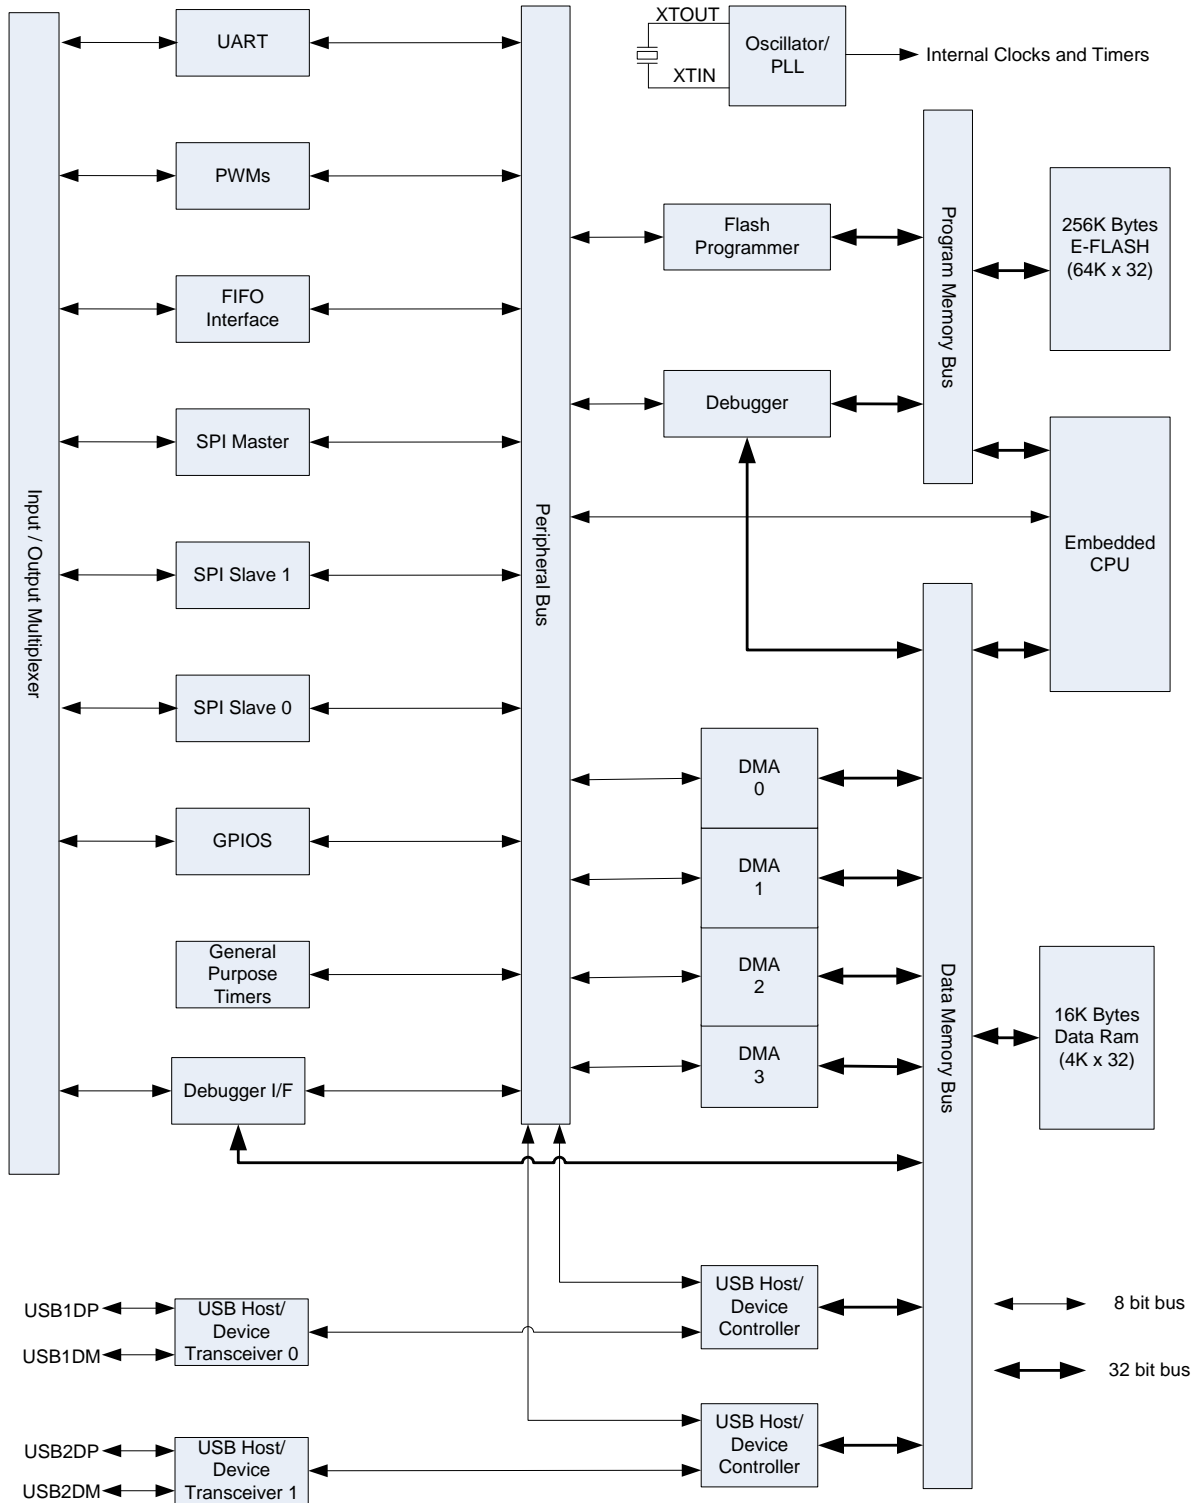 XTOUT
XTIN
Oscillator/
PLL
Internal Clocks and Timers
UART
PWMs
FIFO
Interface
SPI Master
SPI Slave 1
SPI Slave 0
GPIOS
General
Purpose
Timers
Debugger I/F
Input / Output Multiplexer
Peripheral Bus
Flash
Programmer
Debugger
Program Memory Bus
256K Bytes
E-FLASH
(64K x 32)
Embedded
CPU
DMA
0
DMA
1
DMA
2
DMA
3
Data Memory Bus
16K Bytes
Data Ram
(4K x 32)
USB1DP
USB1DM
USB Host/
Device
Transceiver 0
USB Host/
Device
Controller
8 bit bus
32 bit bus
USB2DP
USB2DM
USB Host/
Device
Transceiver 1
USB Host/
Device
Controller